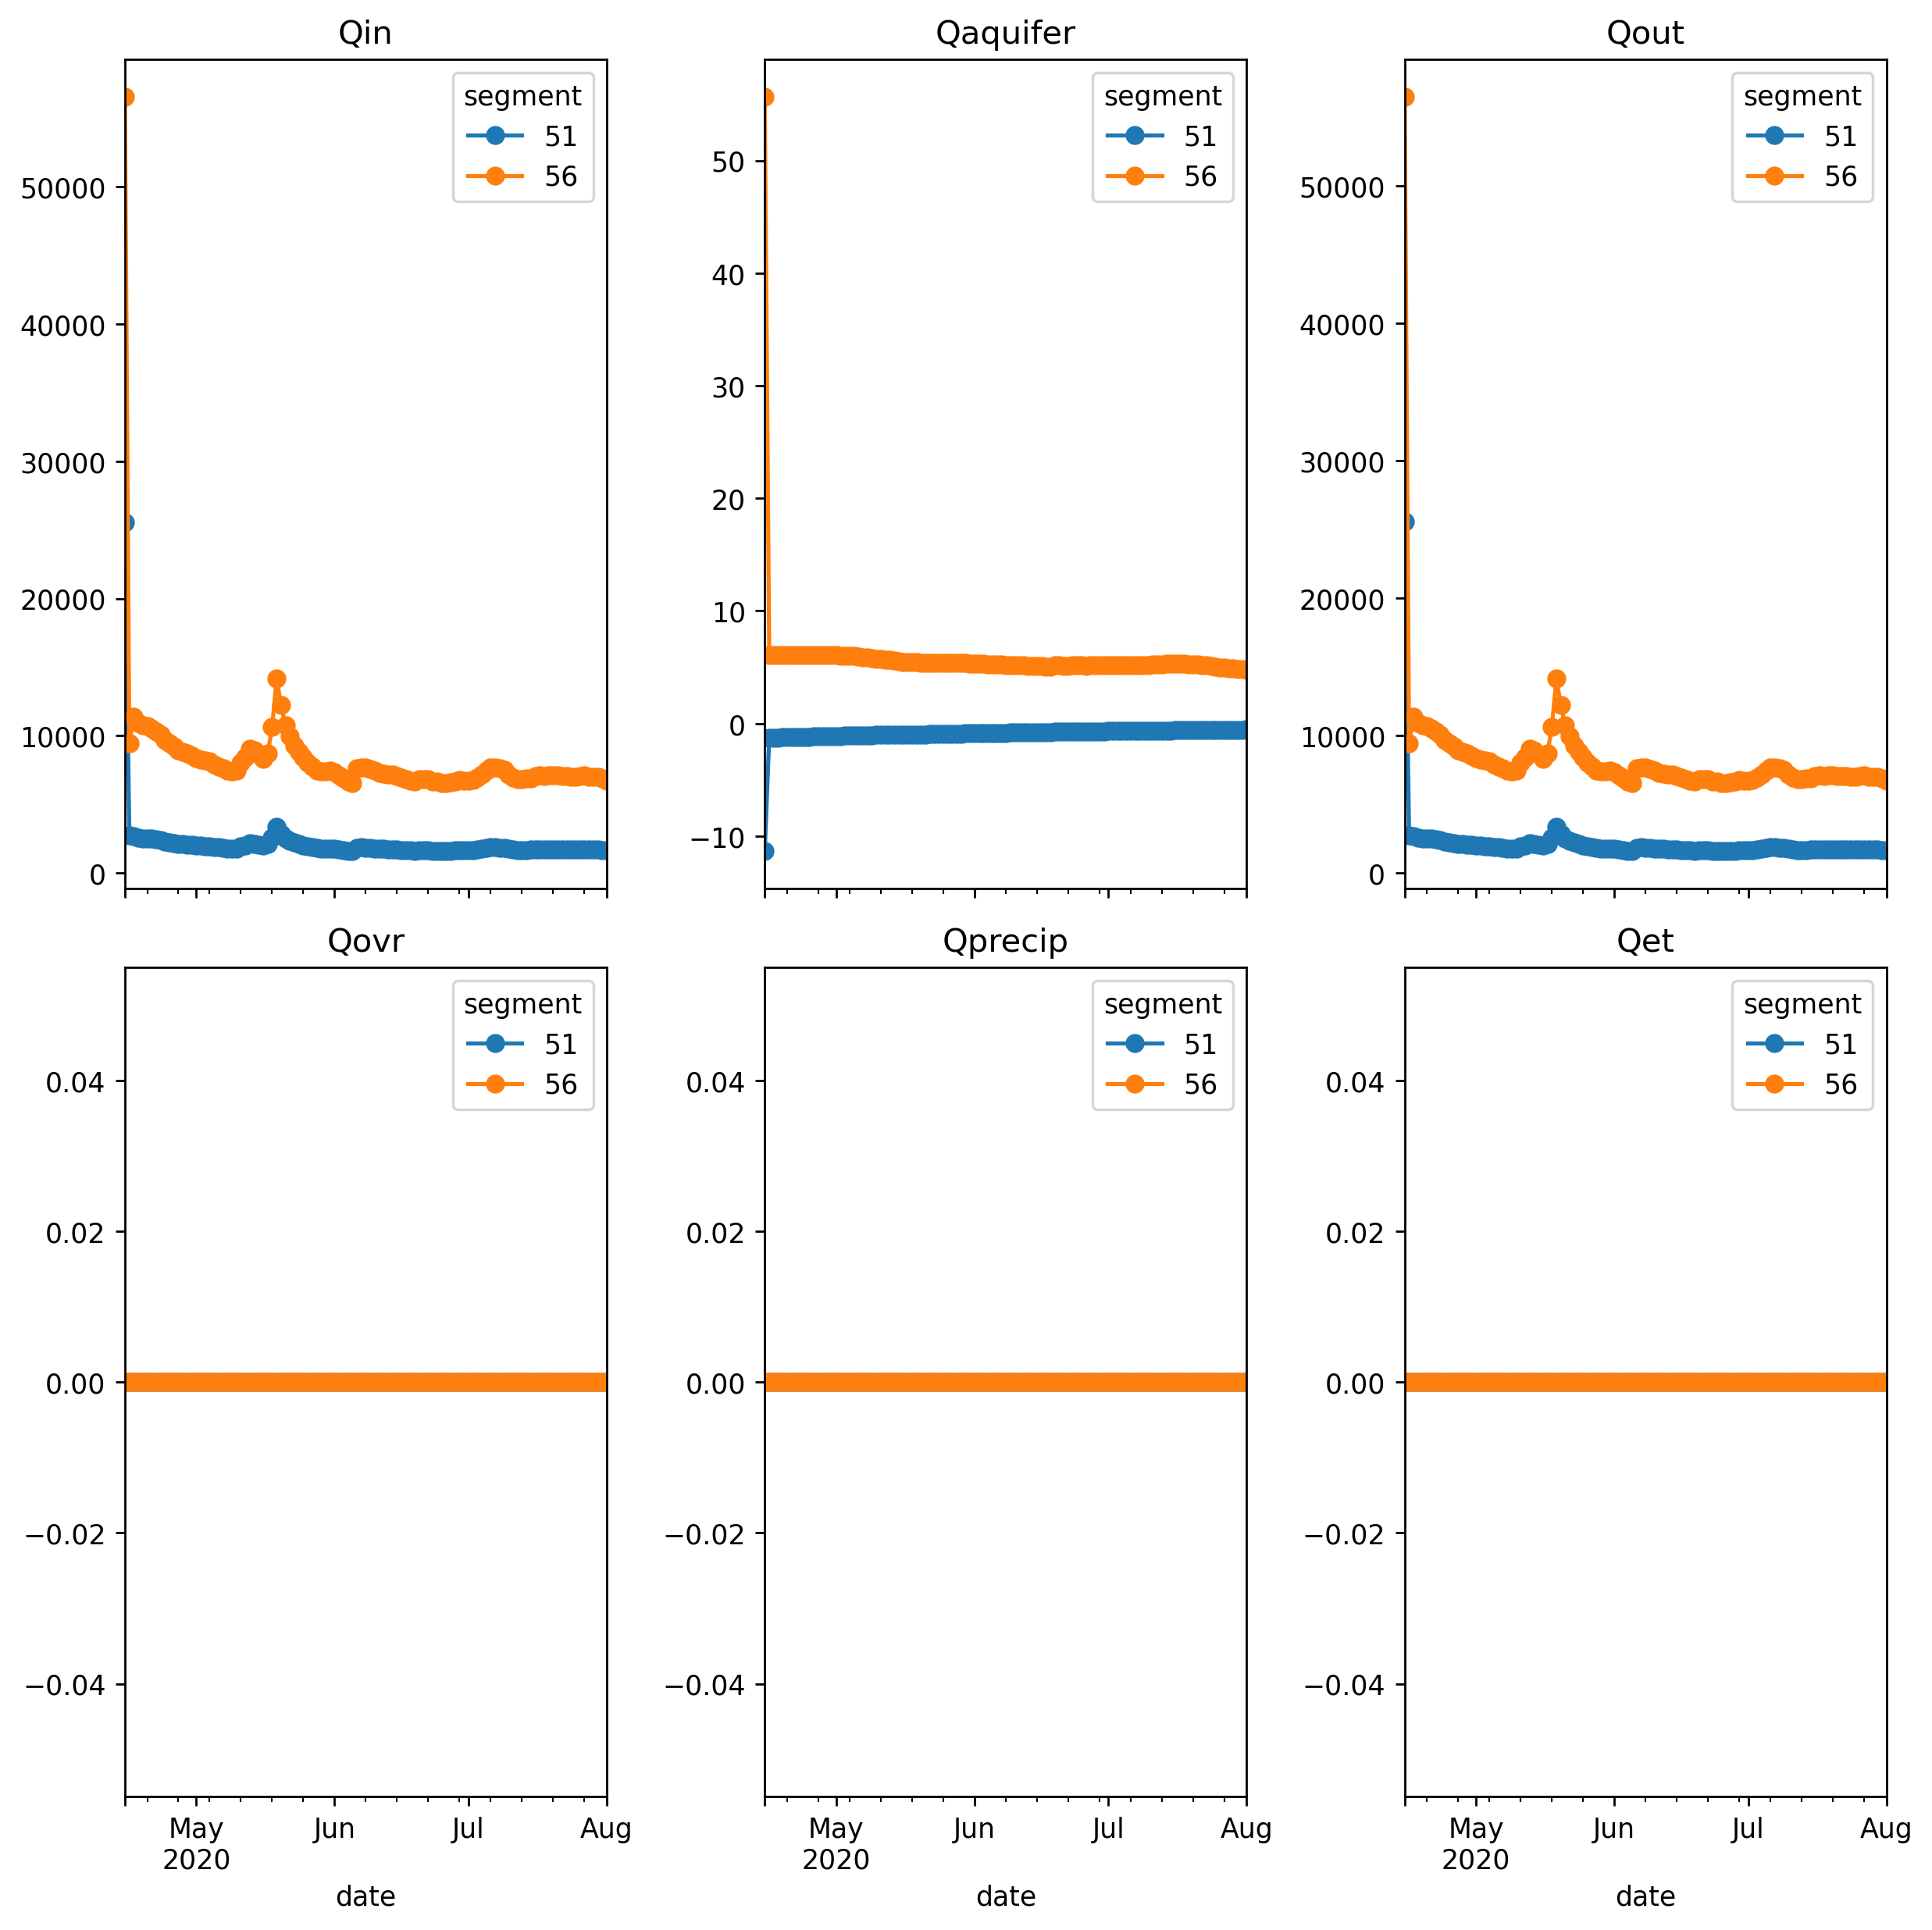 Qin
segment
51
56
50000
40000
30000
20000
10000
0
Qaquifer
segment
51
56
50
40
30
20
10
0
−10
Qout
segment
51
56
50000
40000
30000
20000
10000
0
Qovr
segment
51
56
0.04
0.02
0.00
−0.02
−0.04
May
2020
Jun
Jul
Aug
date
Qprecip
segment
51
56
0.04
0.02
0.00
−0.02
−0.04
May
2020
Jun
Jul
Aug
date
Qet
segment
51
56
0.04
0.02
0.00
−0.02
−0.04
May
2020
Jun
Jul
Aug
date